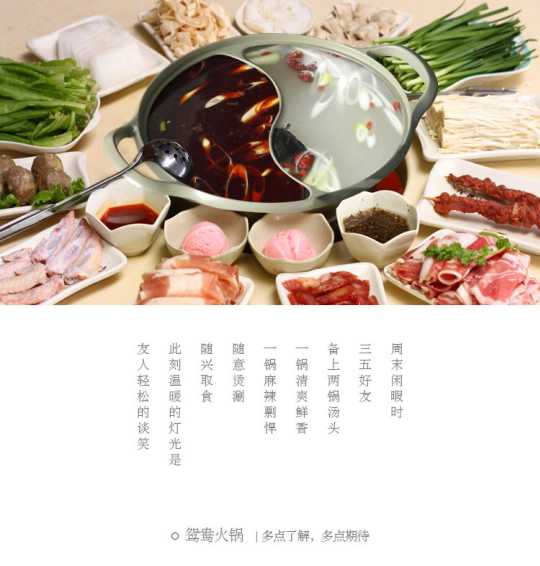 周末闲暇时
三五好友
备上两锅汤头
一锅清爽鲜香
一锅麻辣剽悍
随意烫涮
随兴取食
此刻温暖的灯光是
友人轻松的谈笑
鸳鸯火锅 | 多点了解，多点期待